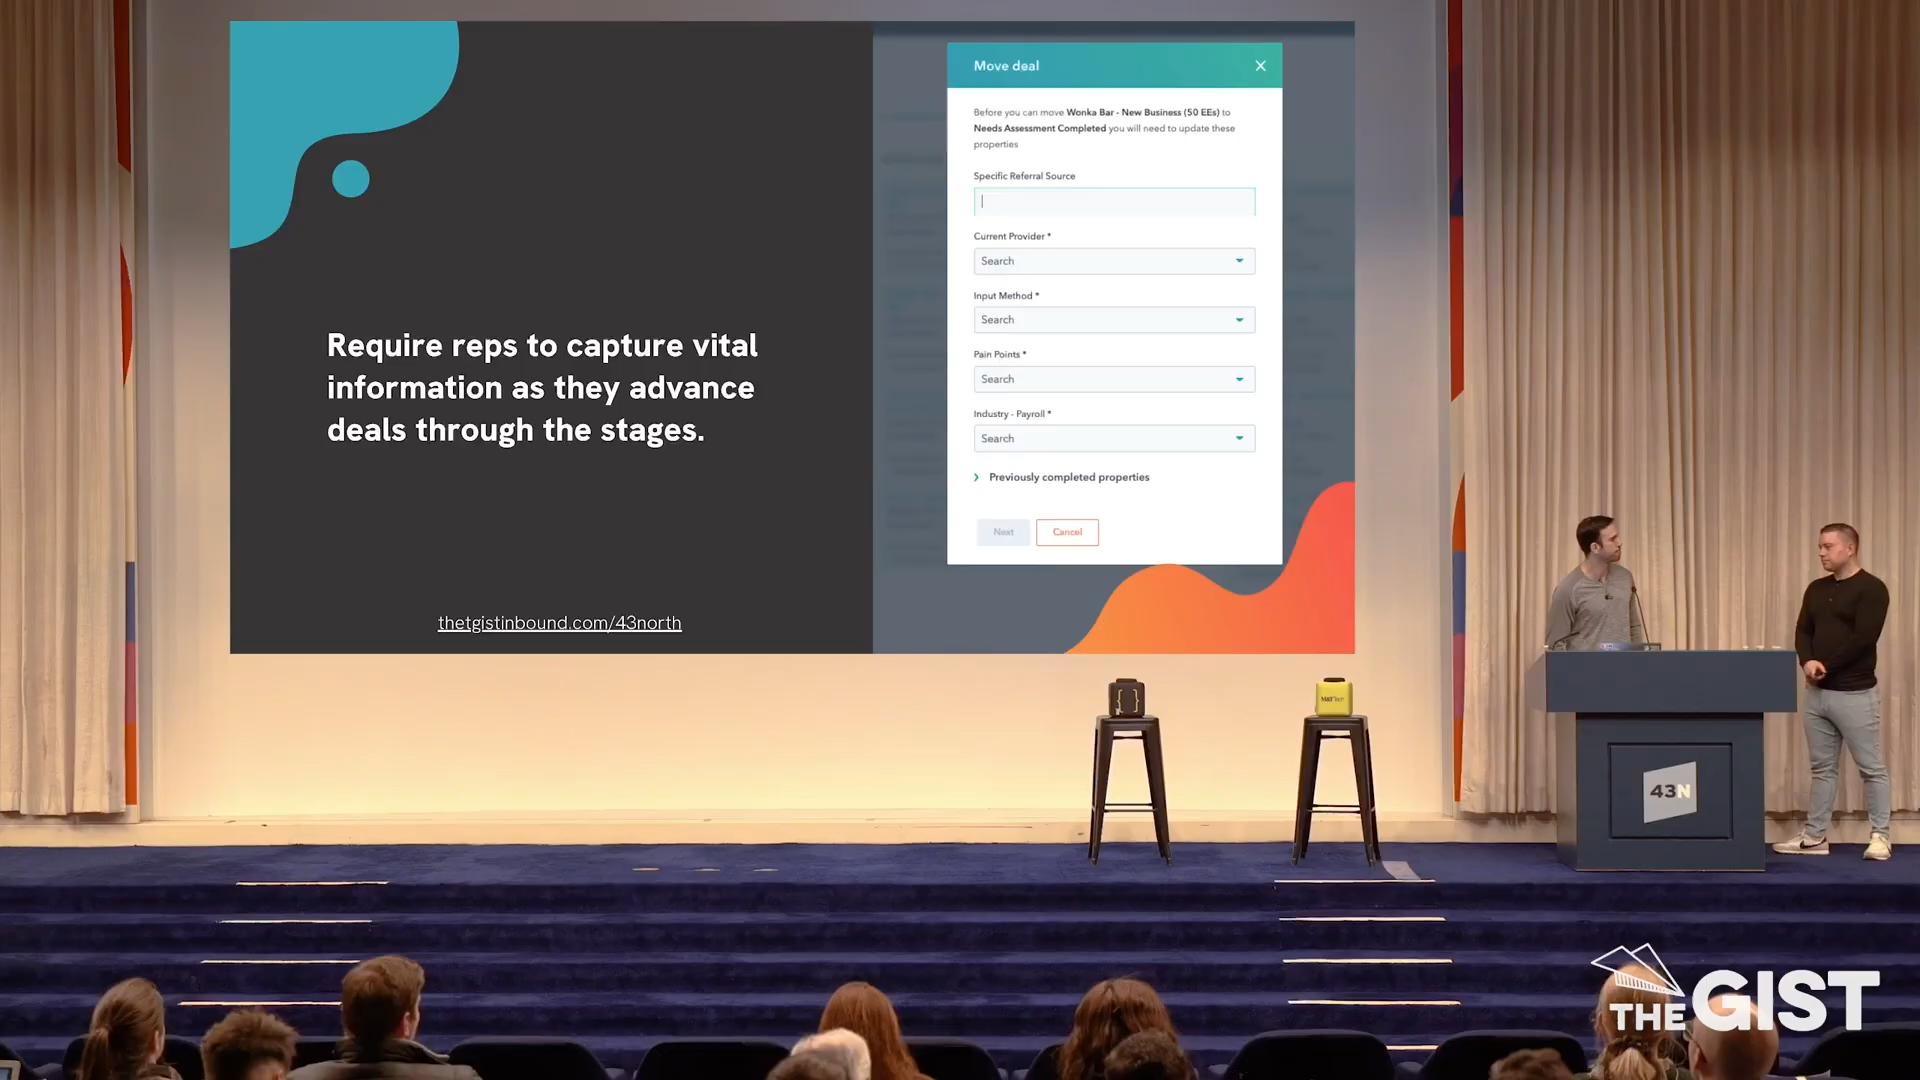 Move deal
Before you can move Wonka Bar - New Business (50 EEs) to
Needs Assessment Completed you will need to update these
properties
Specific Referral Source
Current Provider *
Search
Input Method *
Search
Pain Points *
Search
Industry - Payroll *
Search
Previously completed properties
Next
Cancel
Require reps to capture vital
information as they advance
deals through the stages.
thetgistinbound.com/43north
{ }
M&T Tech
43N
THE GIST